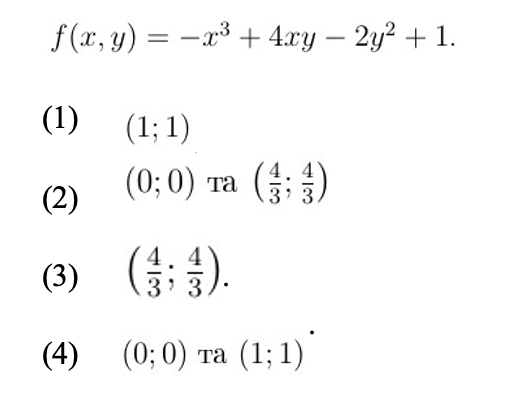 f(x, y) = −x³ + 4xy − 2y² + 1.
(1) (1; 1)
(2) (0; 0) та (4/3; 4/3)
(3) (4/3; 4/3).
(4) (0; 0) та (1; 1).